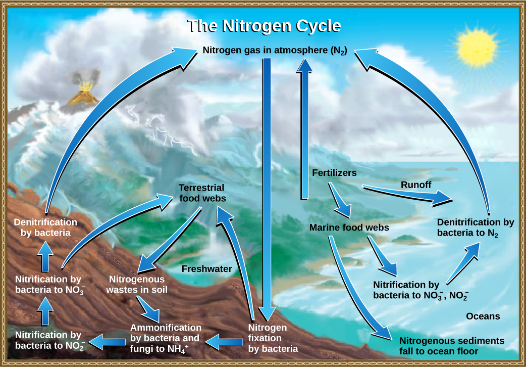 The Nitrogen Cycle
Nitrogen gas in atmosphere (N₂)
Fertilizers
Runoff
Terrestrial
food webs
Denitrification
by bacteria
Marine food webs
Denitrification by
bacteria to N₂
Freshwater
Nitrification by
bacteria to NO₃⁻
Nitrogenous
wastes in soil
Nitrification by
bacteria to NO₃⁻, NO₂⁻
Oceans
Nitrification by
bacteria to NO₂⁻
Ammonification
by bacteria and
fungi to NH₄⁺
Nitrogen
fixation
by bacteria
Nitrogenous sediments
fall to ocean floor